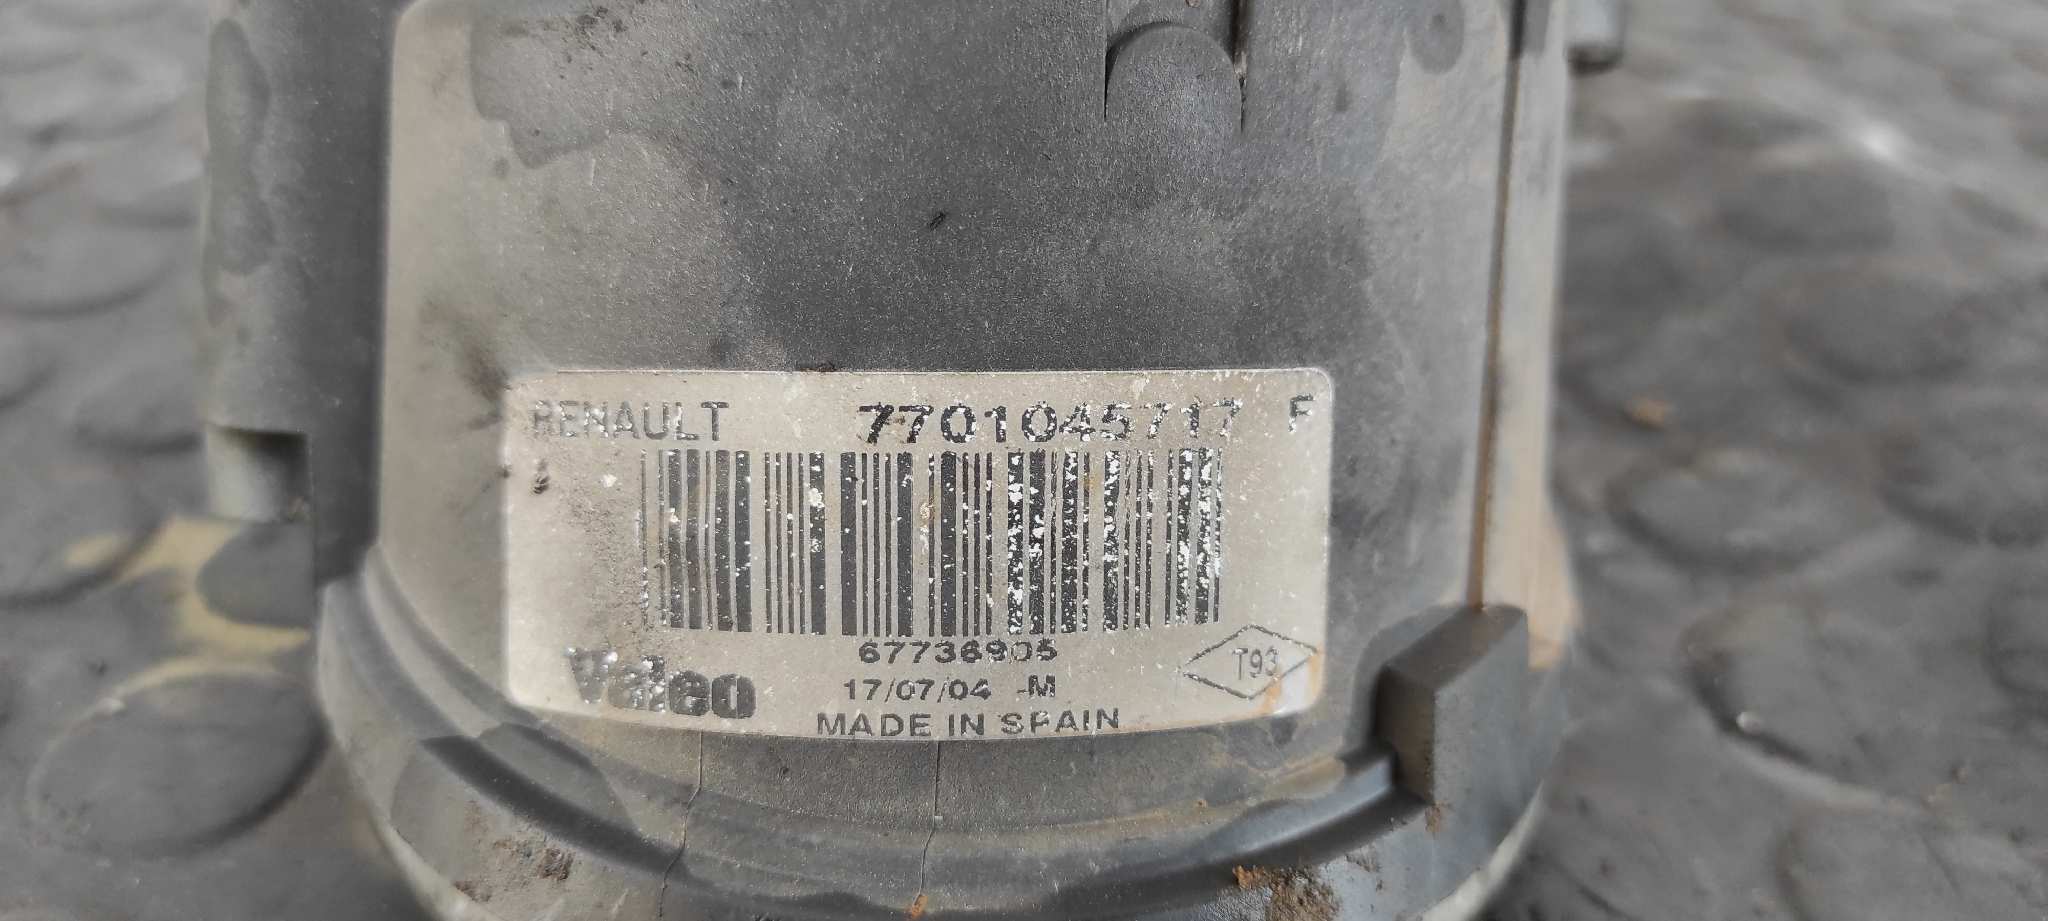 RENAULT 7701045717 F
67736905
Valeo 17/07/04 -M T93
MADE IN SPAIN